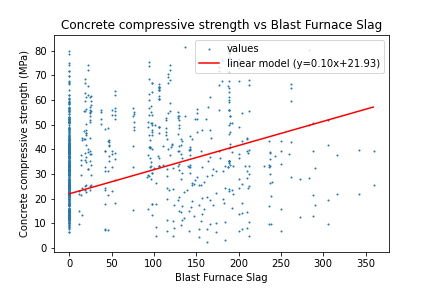 Concrete compressive strength vs Blast Furnace Slag
values
linear model (y=0.10x+21.93)
Concrete compressive strength (MPa)
80
70
60
50
40
30
20
10
0
0 50 100 150 200 250 300 350
Blast Furnace Slag